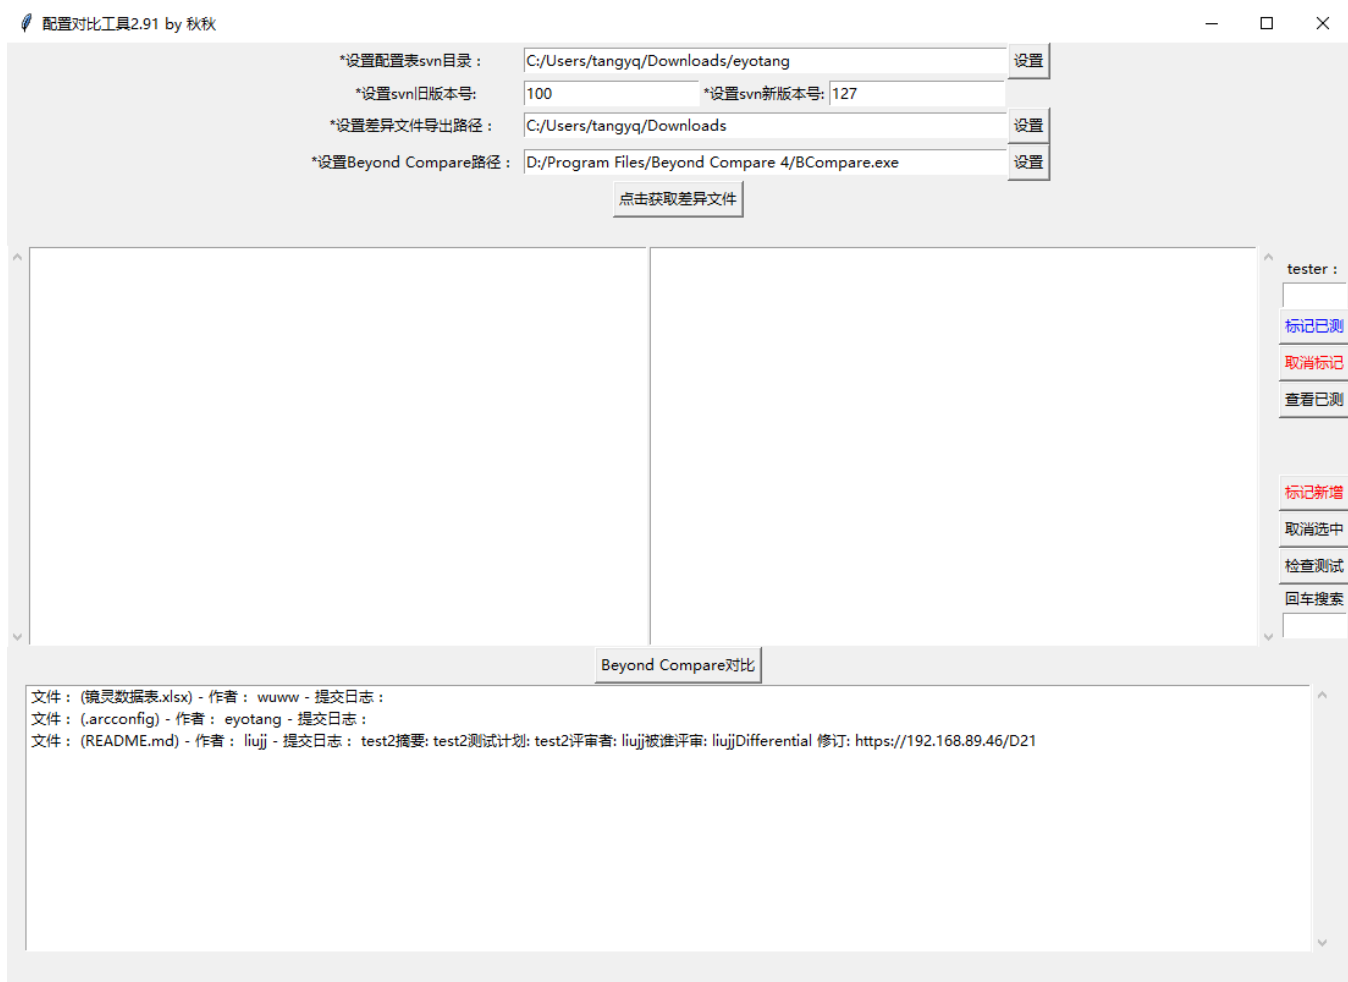 配置对比工具2.91 by 秋秋
*设置配置表svn目录： C:/Users/tangyq/Downloads/eyotang 设置
*设置svn旧版本号: 100 *设置svn新版本号: 127
*设置差异文件导出路径： C:/Users/tangyq/Downloads 设置
*设置Beyond Compare路径： D:/Program Files/Beyond Compare 4/BCompare.exe 设置
点击获取差异文件
tester：
标记已测
取消标记
查看已测
标记新增
取消选中
检查测试
回车搜索
Beyond Compare对比
文件： (镜灵数据表.xlsx) - 作者： wuww - 提交日志：
文件： (.arcconfig) - 作者： eyotang - 提交日志：
文件： (README.md) - 作者： liujj - 提交日志： test2摘要: test2测试计划: test2评审者: liujj被谁评审: liujjDifferential 修订: https://192.168.89.46/D21